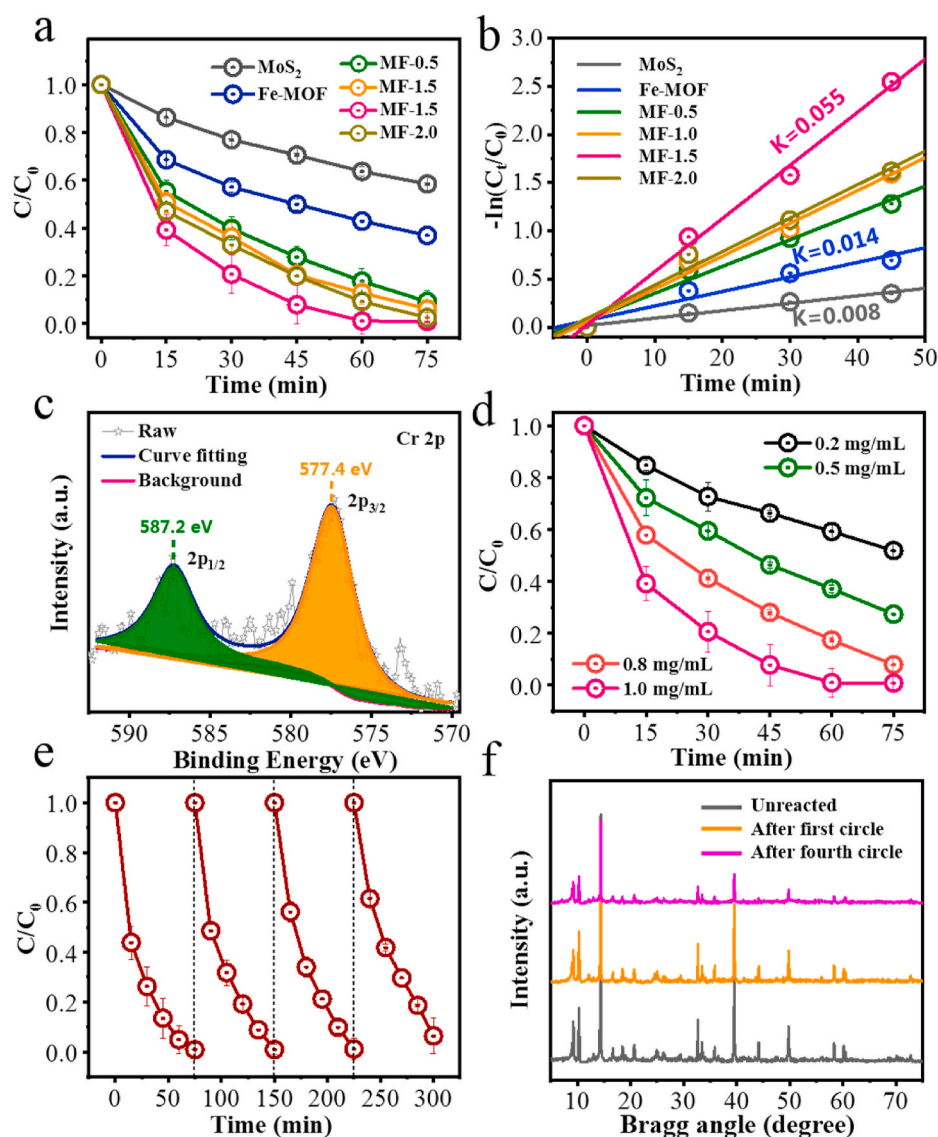 a
MoS2
Fe-MOF
MF-0.5
MF-1.5
MF-1.5
MF-2.0
1.0
0.8
0.6
0.4
0.2
0.0
C/C0
0 15 30 45 60 75
Time (min)
b
MoS2
Fe-MOF
MF-0.5
MF-1.0
MF-1.5
MF-2.0
K=0.055
K=0.014
K=0.008
3.0
2.5
2.0
1.5
1.0
0.5
0.0
-Ln(Ct/C0)
0 10 20 30 40 50
Time (min)
c
Raw
Curve fitting
Background
Cr 2p
577.4 eV
2p3/2
587.2 eV
2p1/2
Intensity (a.u.)
590 585 580 575 570
Binding Energy (eV)
d
0.2 mg/mL
0.5 mg/mL
0.8 mg/mL
1.0 mg/mL
1.0
0.8
0.6
0.4
0.2
0.0
C/C0
0 15 30 45 60 75
Time (min)
e
1.0
0.8
0.6
0.4
0.2
0.0
C/C0
0 50 100 150 200 250 300
Time (min)
f
Unreacted
After first circle
After fourth circle
Intensity (a.u.)
10 20 30 40 50 60 70
Bragg angle (degree)